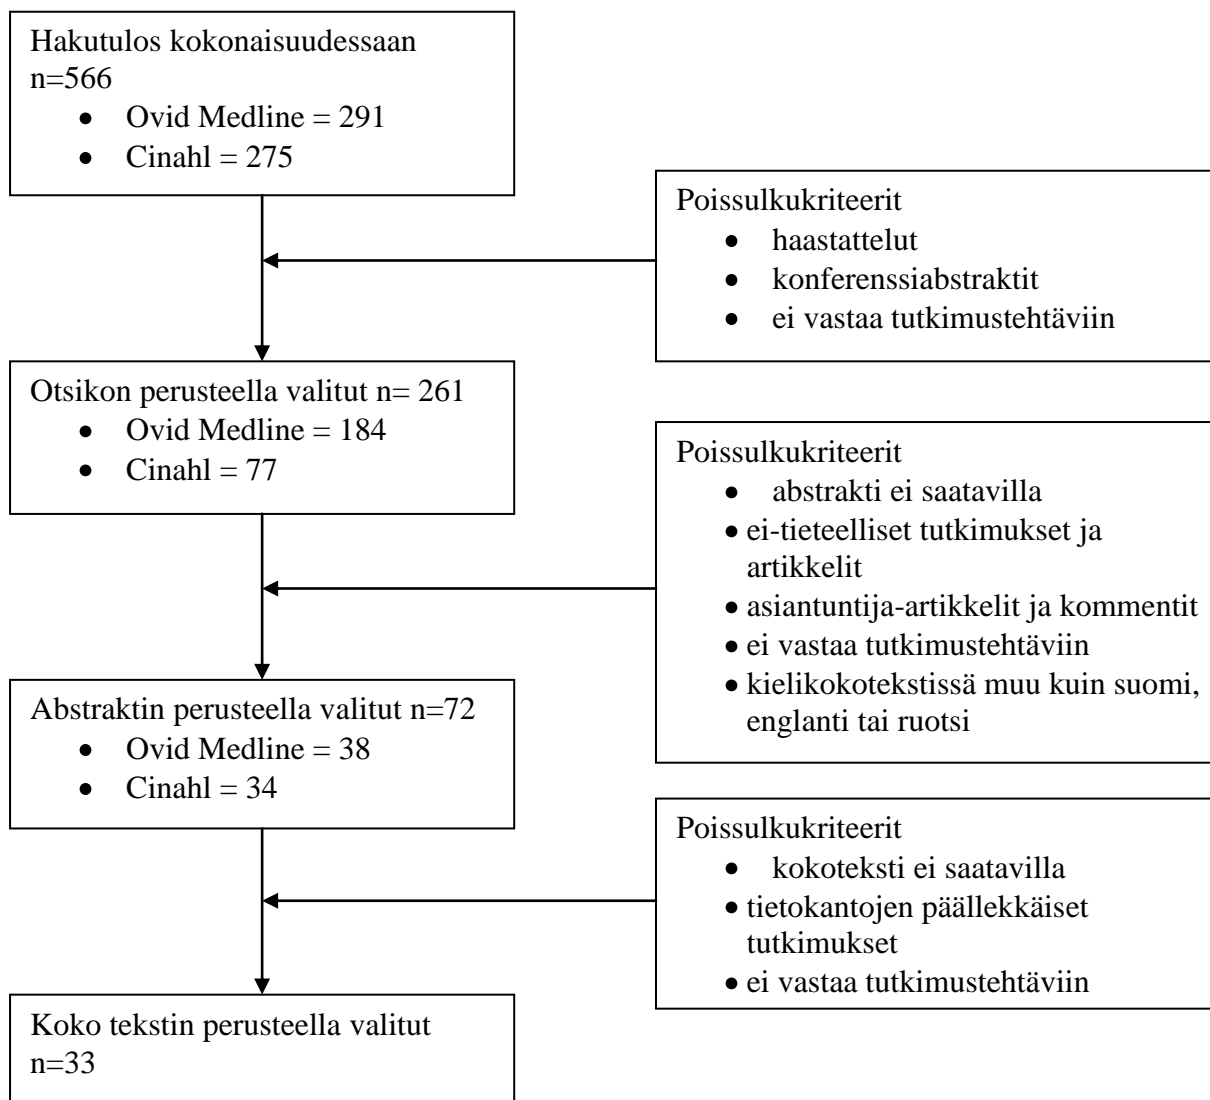 Hakutulos kokonaisuudessaan
n=566
• Ovid Medline = 291
• Cinahl = 275
Poissulkukriteerit
• haastattelut
• konferenssiabstraktit
• ei vastaa tutkimustehtäviin
Otsikon perusteella valitut n= 261
• Ovid Medline = 184
• Cinahl = 77
Poissulkukriteerit
• abstrakti ei saatavilla
• ei-tieteelliset tutkimukset ja
artikkelit
• asiantuntija-artikkelit ja kommentit
• ei vastaa tutkimustehtäviin
• kielikokotekstissä muu kuin suomi,
englanti tai ruotsi
Abstraktin perusteella valitut n=72
• Ovid Medline = 38
• Cinahl = 34
Poissulkukriteerit
• kokoteksti ei saatavilla
• tietokantojen päällekkäiset
tutkimukset
• ei vastaa tutkimustehtäviin
Koko tekstin perusteella valitut
n=33